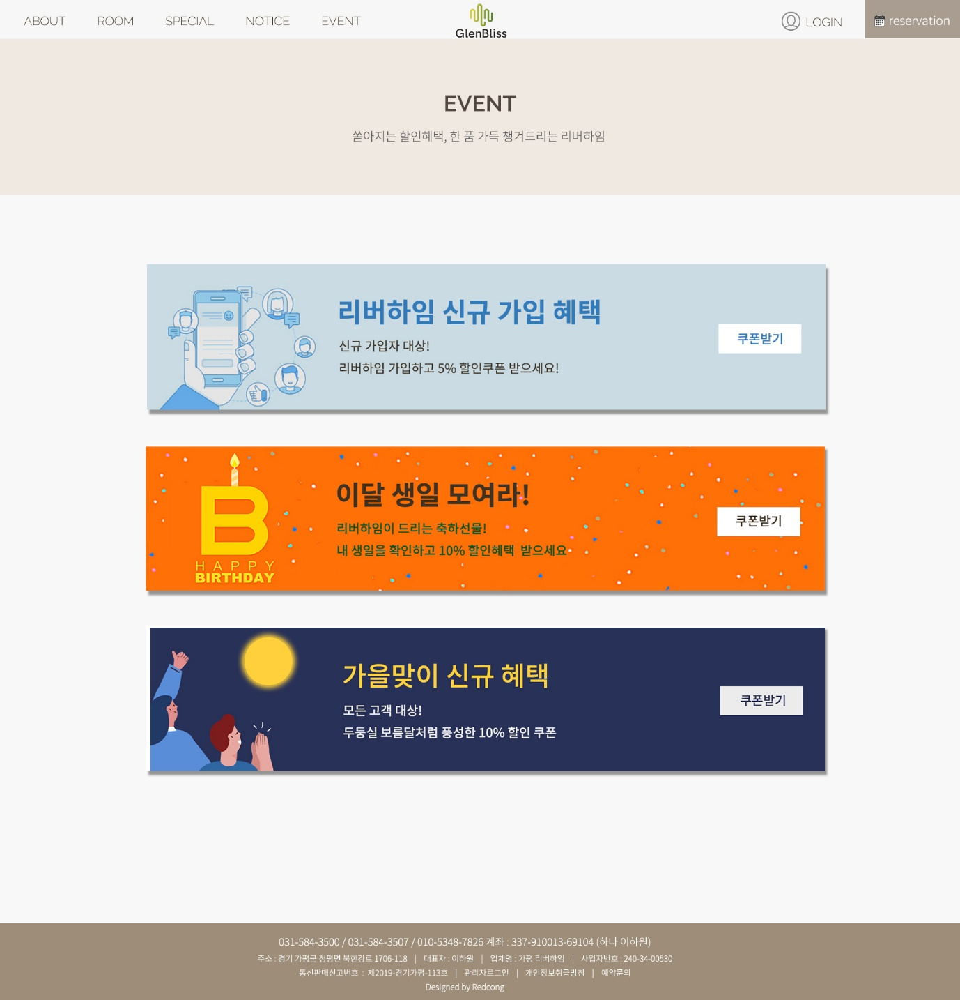 ABOUT ROOM SPECIAL NOTICE EVENT GlenBliss LOGIN reservation
EVENT
쏟아지는 할인혜택, 한 품 가득 챙겨드리는 리버하임
리버하임 신규 가입 혜택
신규 가입자 대상!
리버하임 가입하고 5% 할인쿠폰 받으세요!
쿠폰받기
이달 생일 모여라!
리버하임이 드리는 축하선물!
내 생일을 확인하고 10% 할인혜택 받으세요
쿠폰받기
B
HAPPY
BIRTHDAY
가을맞이 신규 혜택
모든 고객 대상!
두둥실 보름달처럼 풍성한 10% 할인 쿠폰
쿠폰받기
031-584-3500 / 031-584-3507 / 010-5348-7826 계좌 : 337-910013-69104 (하나 이하원)
주소 : 경기 가평군 청평면 북한강로 1706-118 | 대표자 : 이하원 | 업체명 : 가평 리버하임 | 사업자번호 : 240-34-00530
통신판매신고번호 : 제2019-경기가평-113호 | 관리자로그인 | 개인정보취급방침 | 예약문의
Designed by Redcong